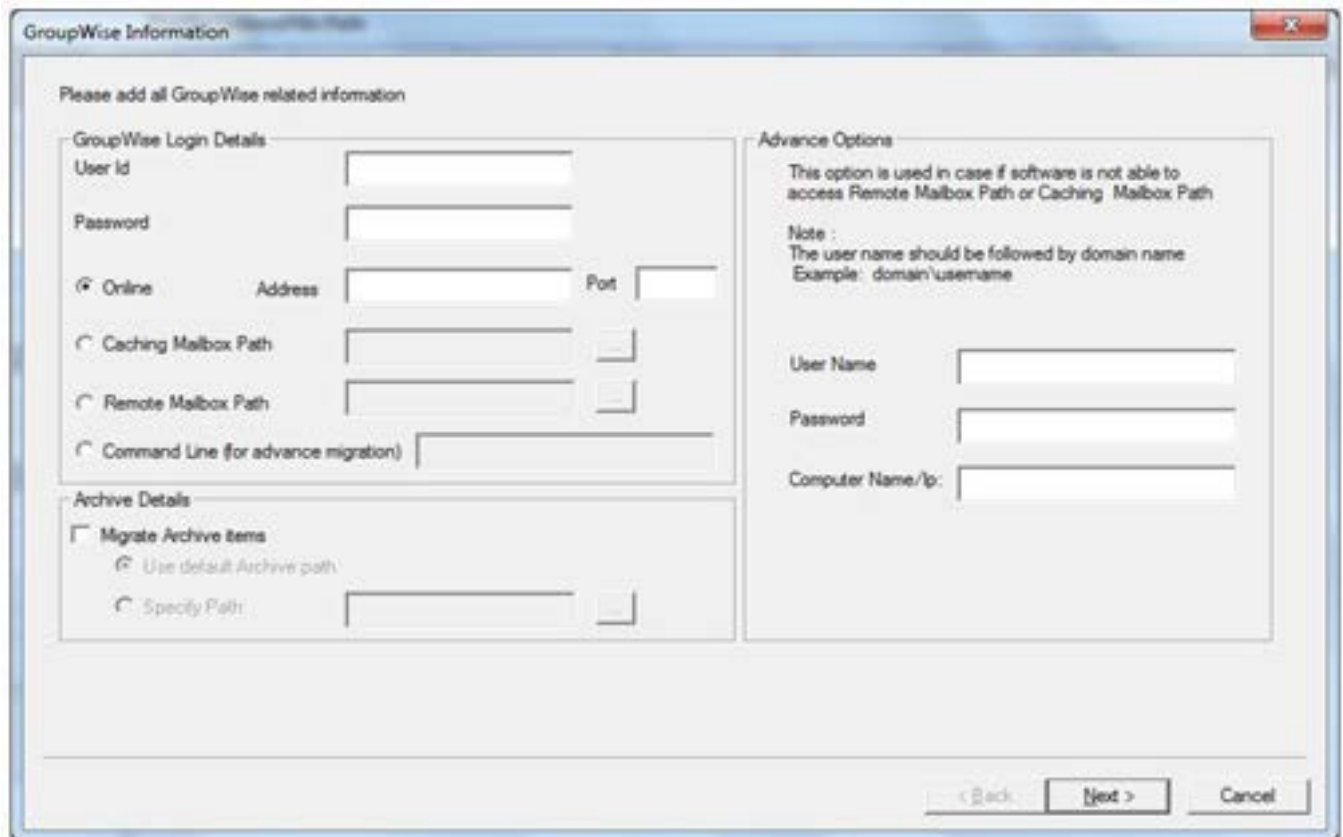 GroupWise Information
Please add all GroupWise related information
GroupWise Login Details
User Id
Password
Online
Address
Port
Caching Mailbox Path
...
Remote Mailbox Path
...
Command Line (for advance migration)
Archive Details
Migrate Archive items
Use default Archive path
Specify Path
...
Advance Options
This option is used in case if software is not able to
access Remote Mailbox Path or Caching Mailbox Path
Note :
The user name should be followed by domain name
Example: domain\username
User Name
Password
Computer Name/Ip:
< Back
Next >
Cancel